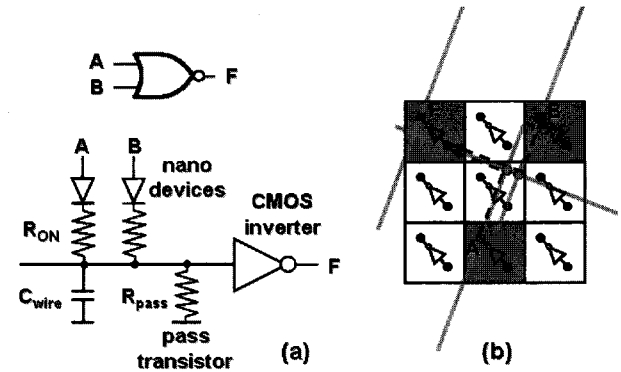 A
B
F
A
B
nano
devices
CMOS
inverter
R_ON
F
C_wire
R_pass
pass
transistor
(a)
F
B
A
(b)